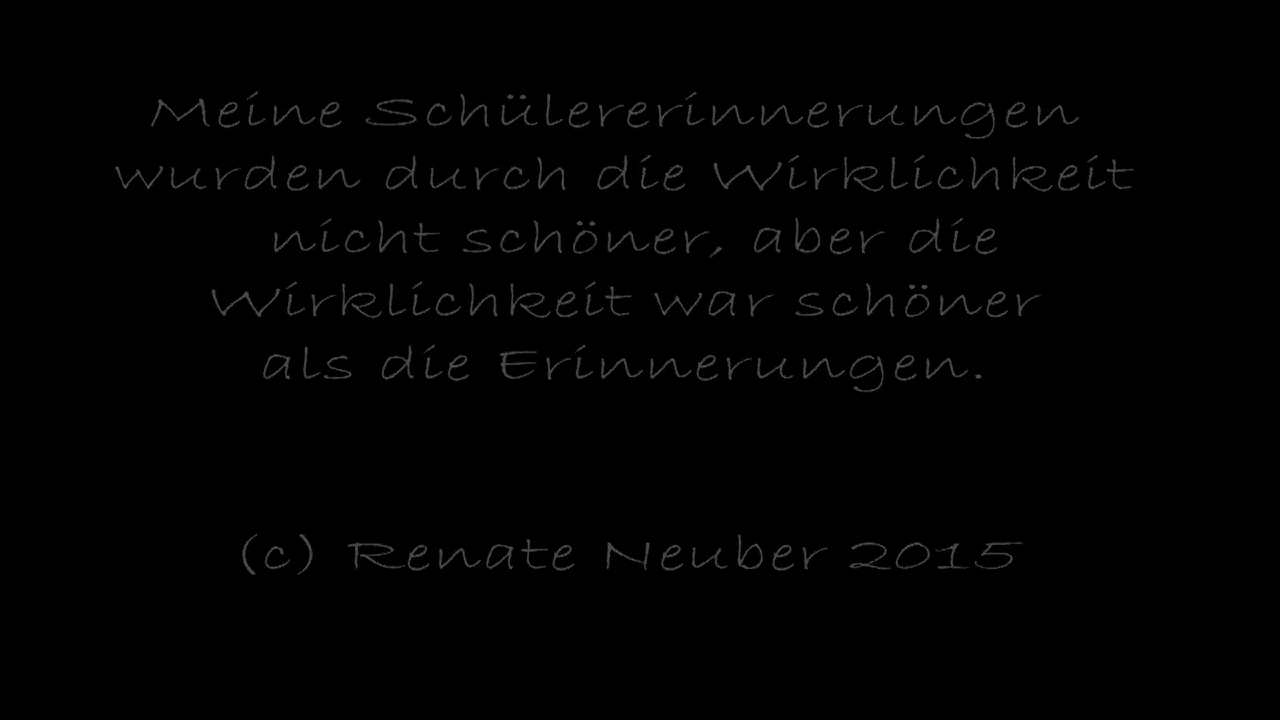 Meine Schülererinnerungen
wurden durch die Wirklichkeit
nicht schöner, aber die
Wirklichkeit war schöner
als die Erinnerungen.
(c) Renate Neuber 2015